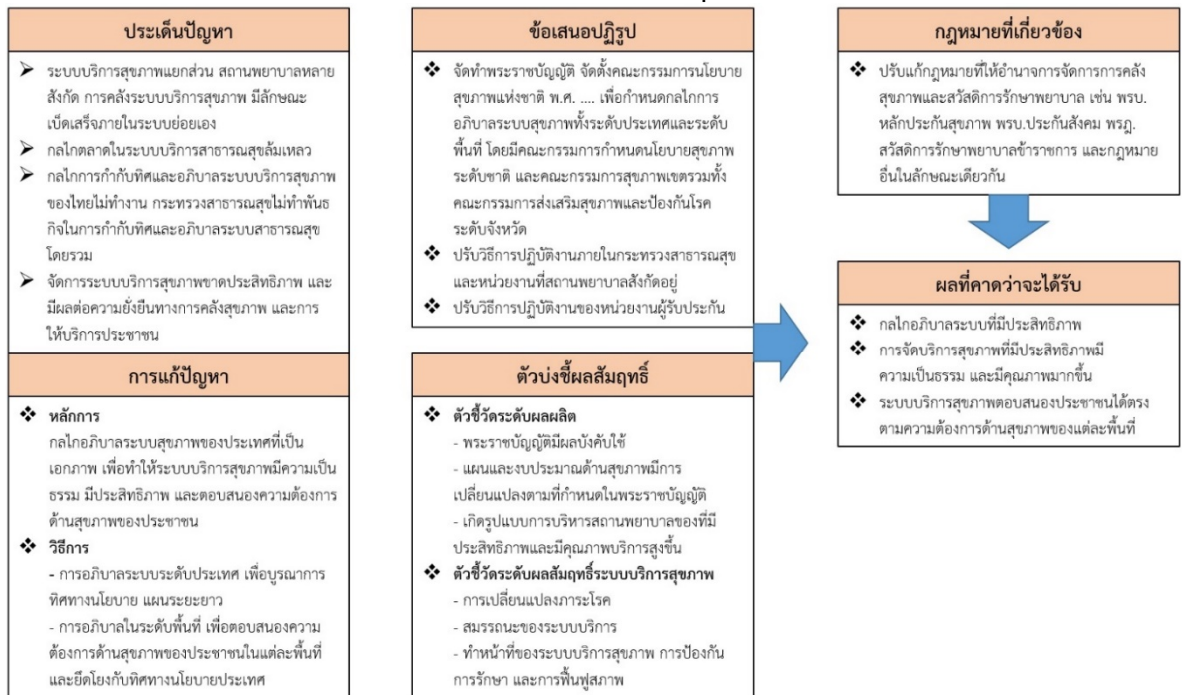 ประเด็นปัญหา
➢ ระบบบริการสุขภาพแยกส่วน สถานพยาบาลหลาย
สังกัด การคลังระบบบริการสุขภาพ มีลักษณะ
เบ็ดเสร็จภายในระบบย่อยเอง
➢ กลไกตลาดในระบบบริการสาธารณสุขล้มเหลว
➢ กลไกการกำกับทิศและอภิบาลระบบบริการสุขภาพ
ของไทยไม่ทำงาน กระทรวงสาธารณสุขไม่ทำพันธ
กิจในการกำกับทิศและอภิบาลระบบสาธารณสุข
โดยรวม
➢ จัดการระบบบริการสุขภาพขาดประสิทธิภาพ และ
มีผลต่อความยั่งยืนทางการคลังสุขภาพ และการ
ให้บริการประชาชน
การแก้ปัญหา
❖ หลักการ
กลไกอภิบาลระบบสุขภาพของประเทศที่เป็น
เอกภาพ เพื่อทำให้ระบบบริการสุขภาพมีความเป็น
ธรรม มีประสิทธิภาพ และตอบสนองความต้องการ
ด้านสุขภาพของประชาชน
❖ วิธีการ
- การอภิบาลระบบระดับประเทศ เพื่อบูรณาการ
ทิศทางนโยบาย แผนระยะยาว
- การอภิบาลในระดับพื้นที่ เพื่อตอบสนองความ
ต้องการด้านสุขภาพของประชาชนในแต่ละพื้นที่
และยึดโยงกับทิศทางนโยบายประเทศ
ข้อเสนอปฏิรูป
❖ จัดทำพระราชบัญญัติ จัดตั้งคณะกรรมการนโยบาย
สุขภาพแห่งชาติ พ.ศ. .... เพื่อกำหนดกลไกการ
อภิบาลระบบสุขภาพทั้งระดับประเทศและระดับ
พื้นที่ โดยมีคณะกรรมการกำหนดนโยบายสุขภาพ
ระดับชาติ และคณะกรรมการสุขภาพเขตรวมทั้ง
คณะกรรมการส่งเสริมสุขภาพและป้องกันโรค
ระดับจังหวัด
❖ ปรับวิธีการปฏิบัติงานภายในกระทรวงสาธารณสุข
และหน่วยงานที่สถานพยาบาลสังกัดอยู่
❖ ปรับวิธีการปฏิบัติงานของหน่วยงานผู้รับประกัน
ตัวบ่งชี้ผลสัมฤทธิ์
❖ ตัวชี้วัดระดับผลผลิต
- พระราชบัญญัติมีผลบังคับใช้
- แผนและงบประมาณด้านสุขภาพมีการ
เปลี่ยนแปลงตามที่กำหนดในพระราชบัญญัติ
- เกิดรูปแบบการบริหารสถานพยาบาลของที่มี
ประสิทธิภาพและมีคุณภาพบริการสูงขึ้น
❖ ตัวชี้วัดระดับผลสัมฤทธิ์ระบบบริการสุขภาพ
- การเปลี่ยนแปลงภาระโรค
- สมรรถนะของระบบบริการ
- ทำหน้าที่ของระบบบริการสุขภาพ การป้องกัน
การรักษา และการฟื้นฟูสภาพ
กฎหมายที่เกี่ยวข้อง
❖ ปรับแก้กฎหมายที่ให้อำนาจการจัดการการคลัง
สุขภาพและสวัสดิการรักษาพยาบาล เช่น พรบ.
หลักประกันสุขภาพ พรบ.ประกันสังคม พรฎ.
สวัสดิการรักษาพยาบาลข้าราชการ และกฎหมาย
อื่นในลักษณะเดียวกัน
ผลที่คาดว่าจะได้รับ
❖ กลไกอภิบาลระบบที่มีประสิทธิภาพ
❖ การจัดบริการสุขภาพที่มีประสิทธิภาพมี
ความเป็นธรรม และมีคุณภาพมากขึ้น
❖ ระบบบริการสุขภาพตอบสนองประชาชนได้ตรง
ตามความต้องการด้านสุขภาพของแต่ละพื้นที่